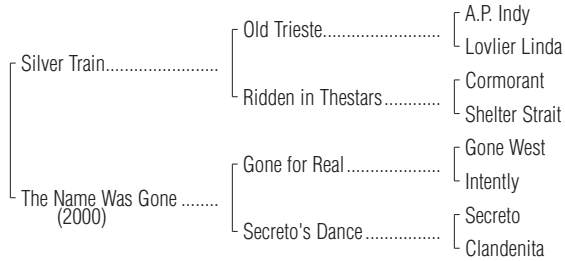 A.P. Indy
Old Trieste
Lovlier Linda
Silver Train
Cormorant
Ridden in Thestars
Shelter Strait
Gone West
Gone for Real
Intently
The Name Was Gone
(2000)
Secreto
Secreto's Dance
Clandenita